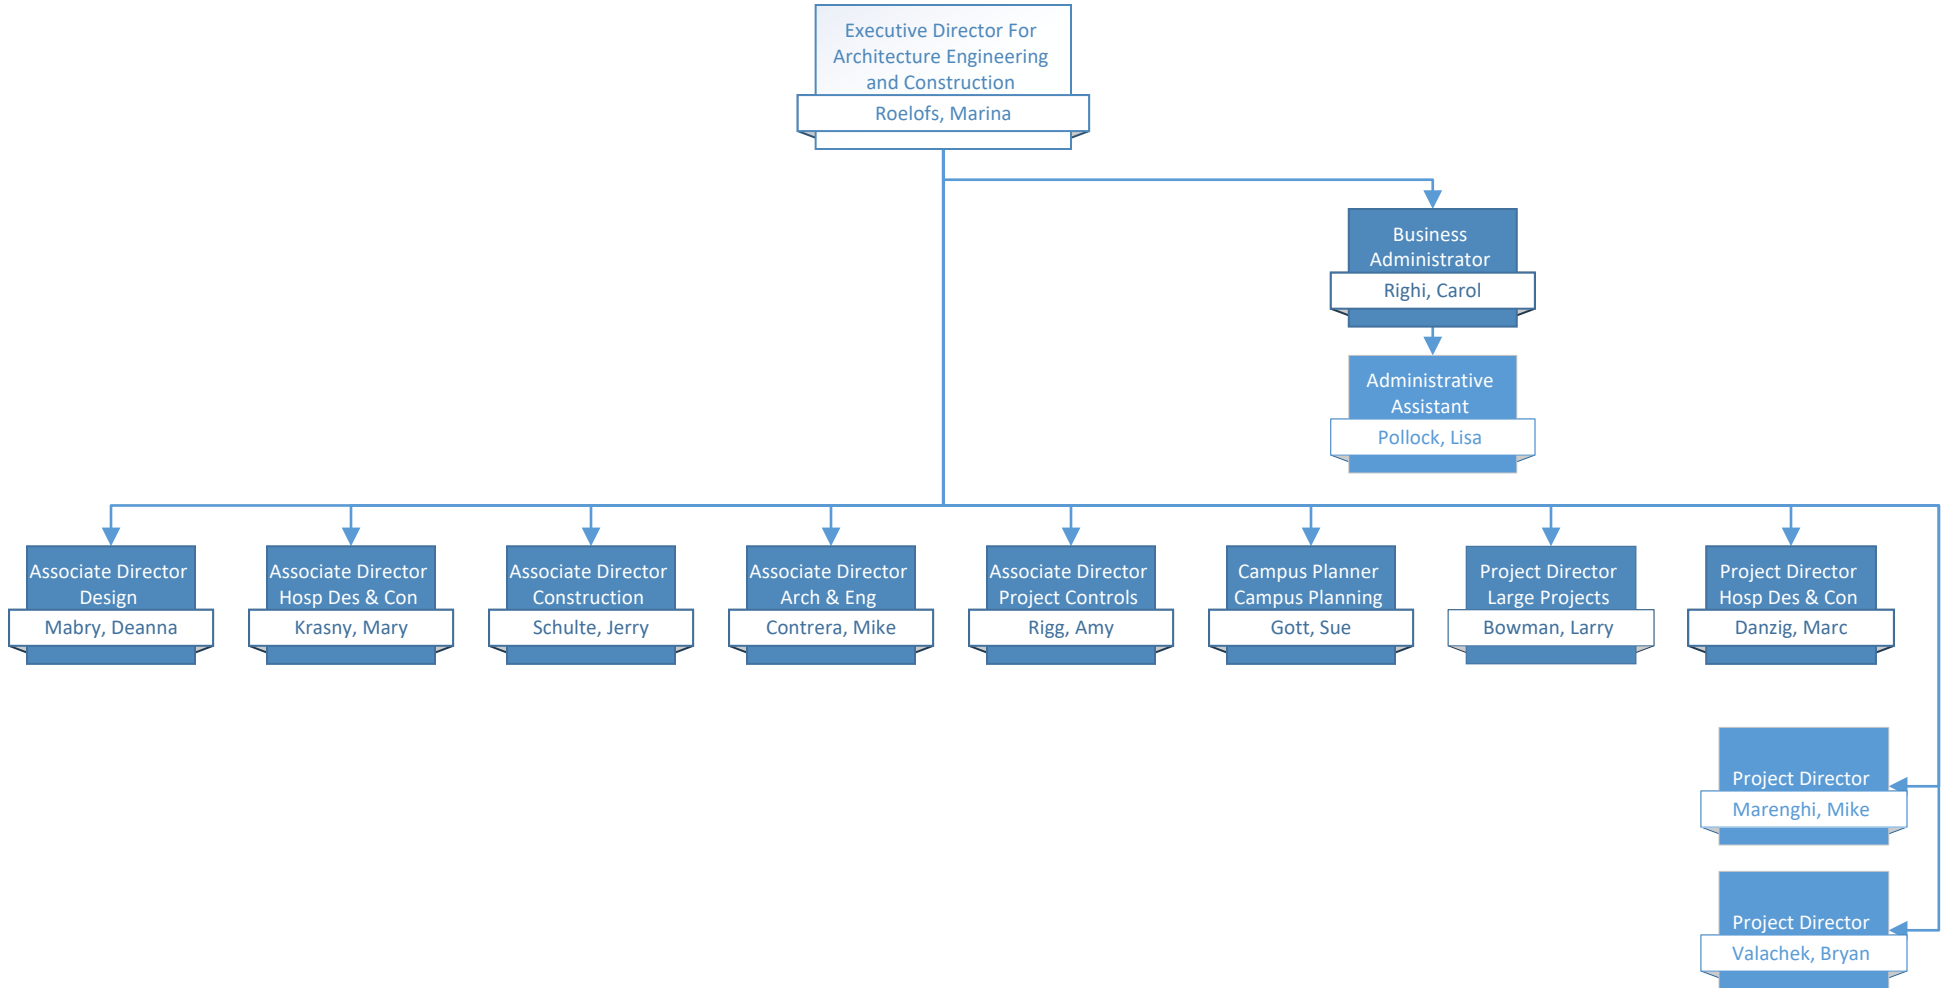 Executive Director For
Architecture Engineering
and Construction
Roelofs, Marina
Business
Administrator
Righi, Carol
Administrative
Assistant
Pollock, Lisa
Associate Director
Design
Mabry, Deanna
Associate Director
Hosp Des & Con
Krasny, Mary
Associate Director
Construction
Schulte, Jerry
Associate Director
Arch & Eng
Contrera, Mike
Associate Director
Project Controls
Rigg, Amy
Campus Planner
Campus Planning
Gott, Sue
Project Director
Large Projects
Bowman, Larry
Project Director
Hosp Des & Con
Danzig, Marc
Project Director
Marenghi, Mike
Project Director
Valachek, Bryan